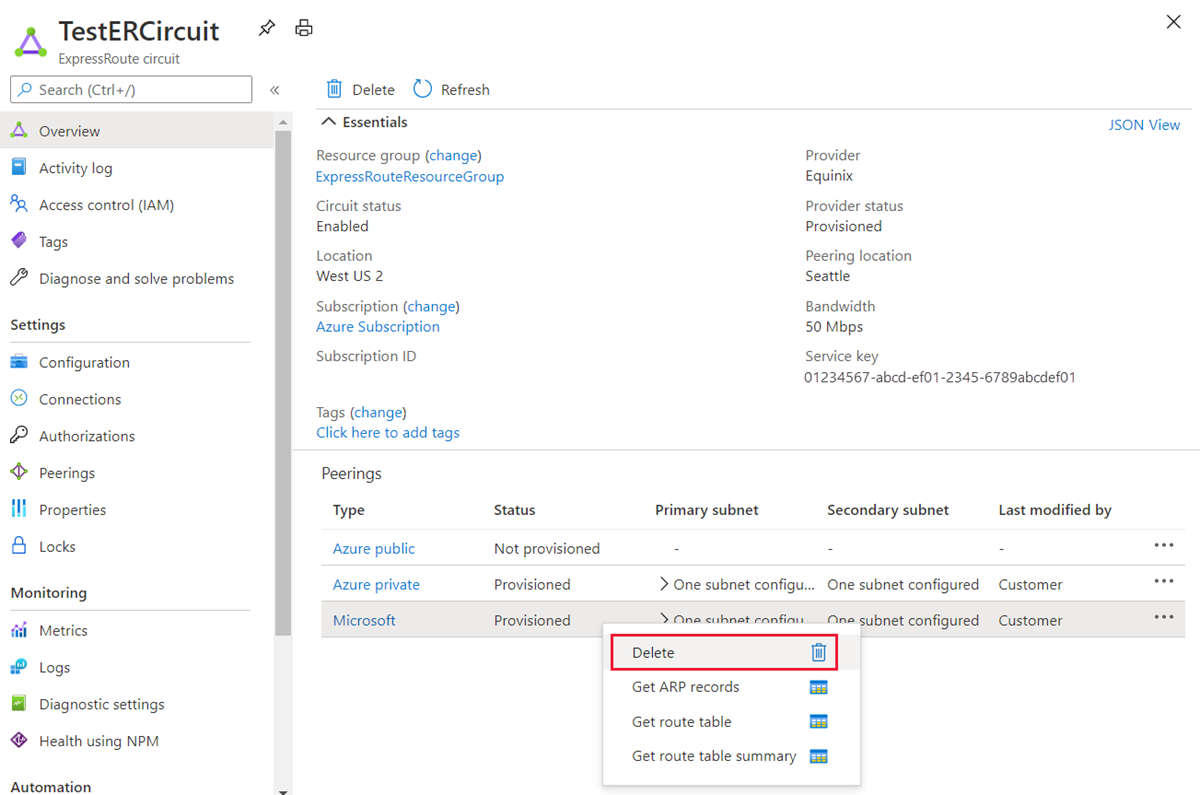 TestERCircuit
ExpressRoute circuit
Search (Ctrl+/)
«
Overview
Activity log
Access control (IAM)
Tags
Diagnose and solve problems
Settings
Configuration
Connections
Authorizations
Peerings
Properties
Locks
Monitoring
Metrics
Logs
Diagnostic settings
Health using NPM
Automation
Delete Refresh
Essentials
JSON View
Resource group (change)
ExpressRouteResourceGroup
Circuit status
Enabled
Location
West US 2
Subscription (change)
Azure Subscription
Subscription ID
Tags (change)
Click here to add tags
Provider
Equinix
Provider status
Provisioned
Peering location
Seattle
Bandwidth
50 Mbps
Service key
01234567-abcd-ef01-2345-6789abcdef01
Peerings
Type Status Primary subnet Secondary subnet Last modified by
Azure public Not provisioned - - - ...
Azure private Provisioned One subnet configu... One subnet configured Customer ...
Microsoft Provisioned One subnet configu... One subnet configured Customer ...
Delete
Get ARP records
Get route table
Get route table summary